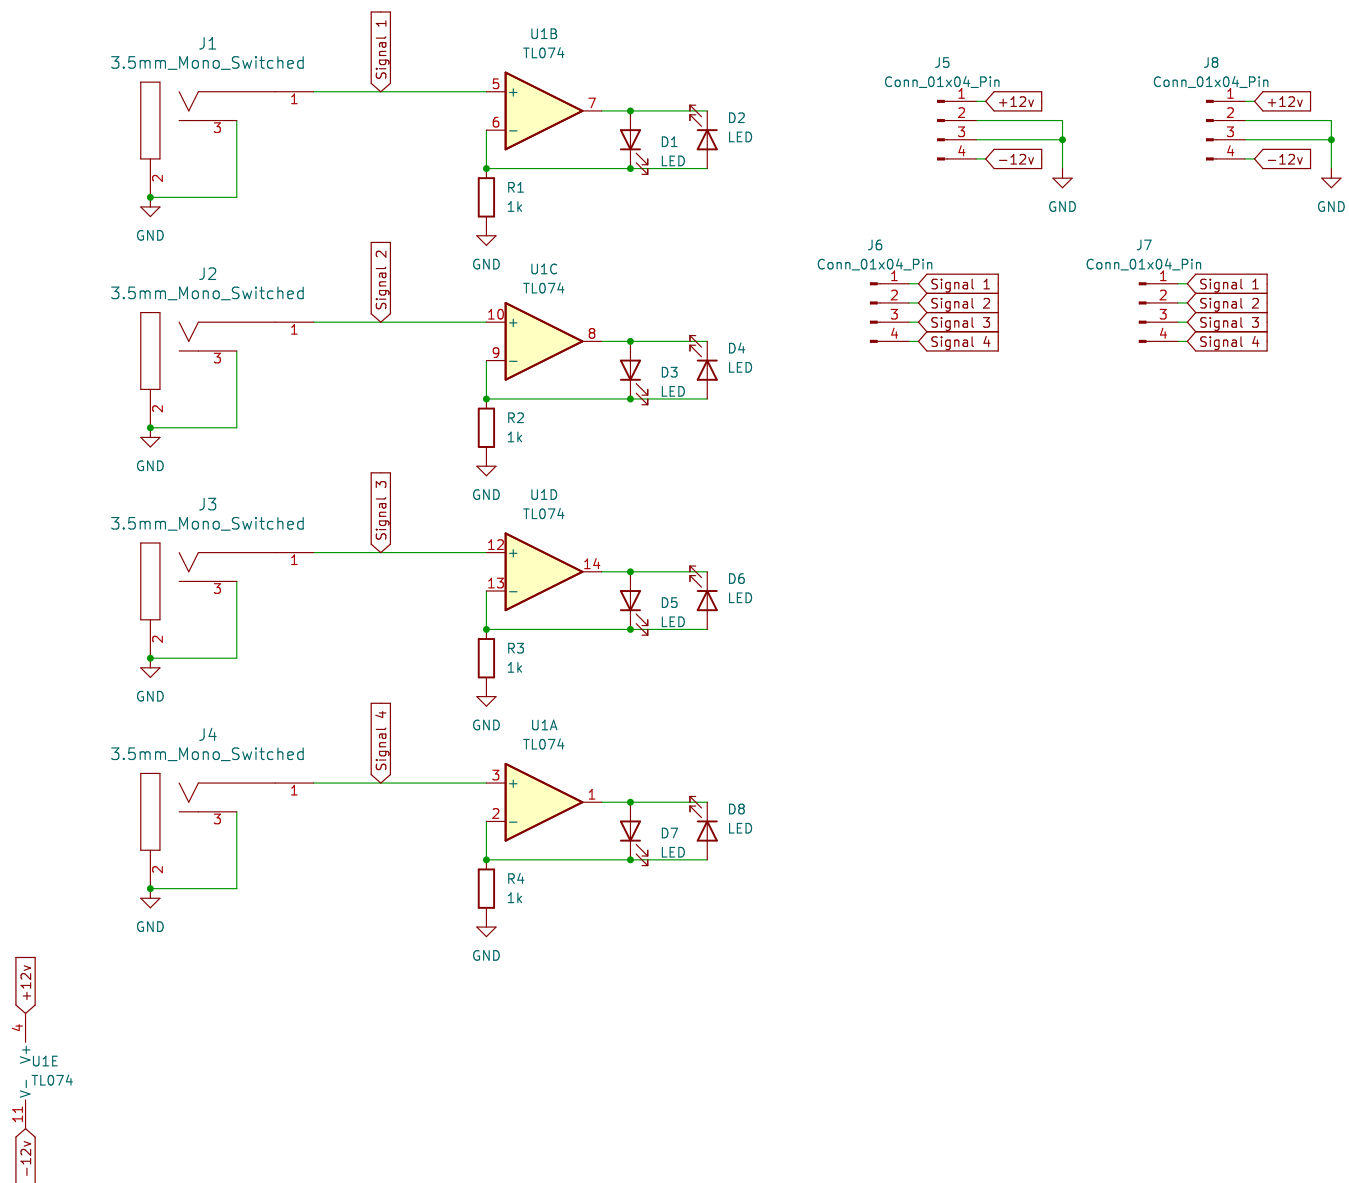 J1
3.5mm_Mono_Switched
1
3
2
GND
Signal 1
U1B
TL074
5
+
6
-
7
D1
LED
D2
LED
R1
1k
GND
J2
3.5mm_Mono_Switched
1
3
2
GND
Signal 2
U1C
TL074
10
+
9
-
8
D3
LED
D4
LED
R2
1k
GND
J3
3.5mm_Mono_Switched
1
3
2
GND
Signal 3
U1D
TL074
12
+
13
-
14
D5
LED
D6
LED
R3
1k
GND
J4
3.5mm_Mono_Switched
1
3
2
GND
Signal 4
U1A
TL074
3
+
2
-
1
D7
LED
D8
LED
R4
1k
GND
+12v
4
V+
U1E
TL074
V-
11
-12v
J5
Conn_01x04_Pin
1 +12v
2
3
4 -12v
GND
J8
Conn_01x04_Pin
1 +12v
2
3
4 -12v
GND
J6
Conn_01x04_Pin
1 Signal 1
2 Signal 2
3 Signal 3
4 Signal 4
J7
Conn_01x04_Pin
1 Signal 1
2 Signal 2
3 Signal 3
4 Signal 4